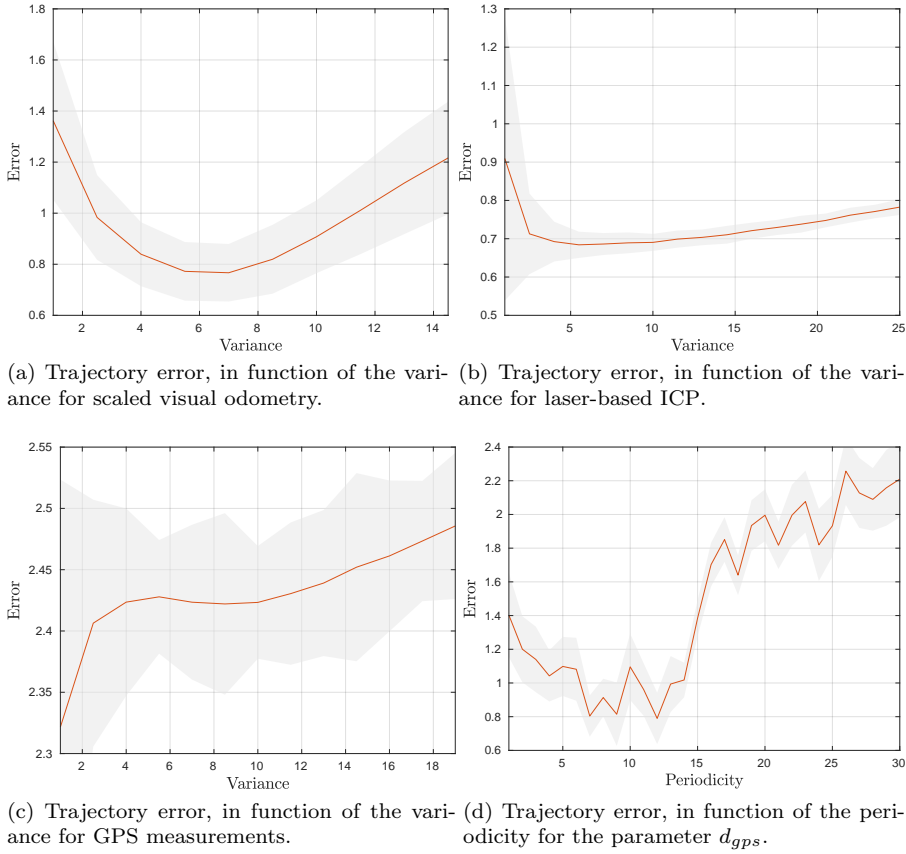 1.8
1.6
1.4
1.2
1
0.8
0.6
Error
2 4 6 8 10 12 14
Variance
(a) Trajectory error, in function of the vari-
ance for scaled visual odometry.
1.3
1.2
1.1
1
0.9
0.8
0.7
0.6
0.5
Error
5 10 15 20 25
Variance
(b) Trajectory error, in function of the vari-
ance for laser-based ICP.
2.55
2.5
2.45
2.4
2.35
2.3
Error
2 4 6 8 10 12 14 16 18
Variance
(c) Trajectory error, in function of the vari-
ance for GPS measurements.
2.4
2.2
2
1.8
1.6
1.4
1.2
1
0.8
0.6
Error
5 10 15 20 25 30
Periodicity
(d) Trajectory error, in function of the peri-
odicity for the parameter d_gps.